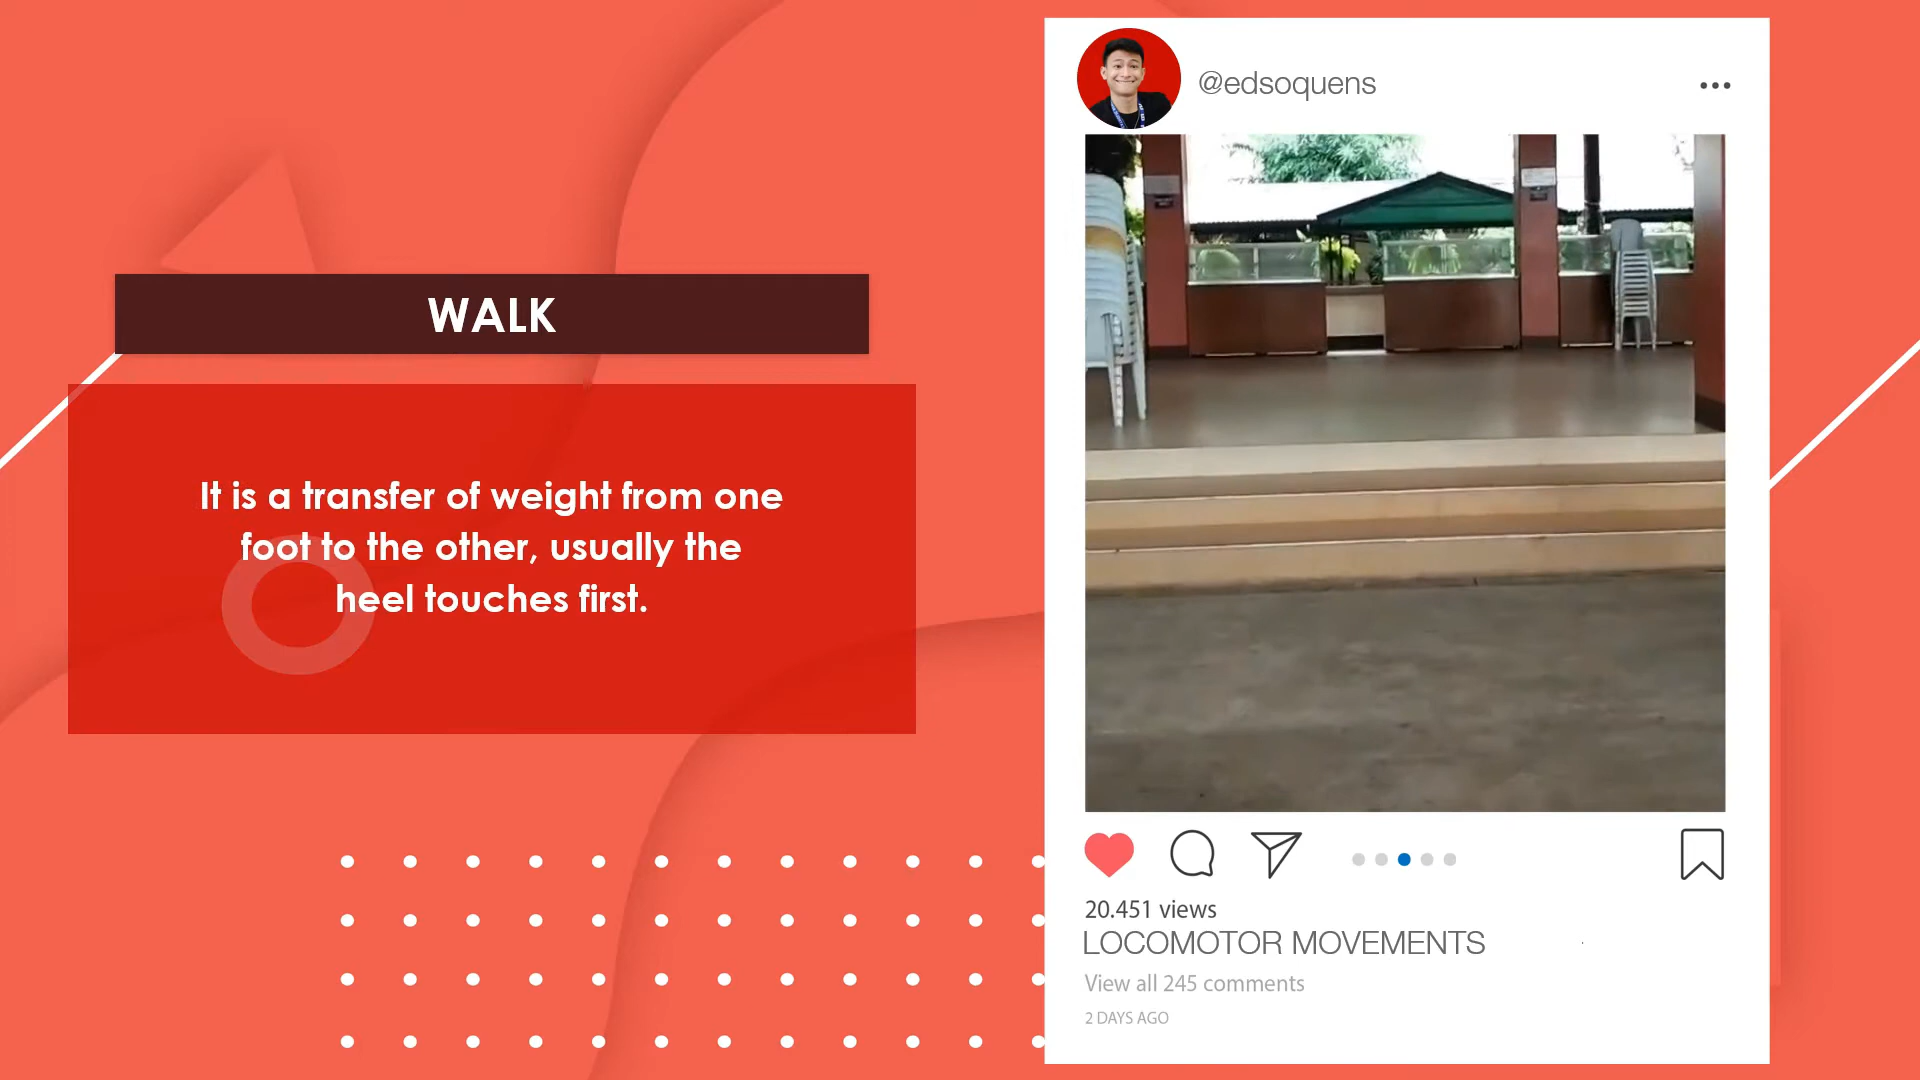 WALK
It is a transfer of weight from one
foot to the other, usually the
heel touches first.
@edsoquens
20.451 views
LOCOMOTOR MOVEMENTS
View all 245 comments
2 DAYS AGO